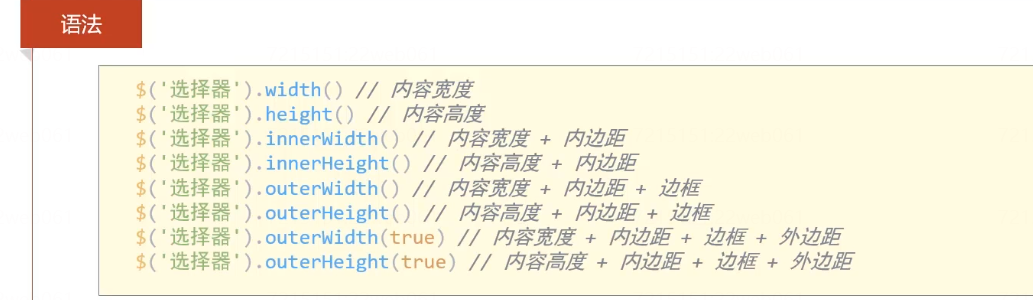 语法
$('选择器').width() // 内容宽度
$('选择器').height() // 内容高度
$('选择器').innerWidth() // 内容宽度 + 内边距
$('选择器').innerHeight() // 内容高度 + 内边距
$('选择器').outerWidth() // 内容宽度 + 内边距 + 边框
$('选择器').outerHeight() // 内容高度 + 内边距 + 边框
$('选择器').outerWidth(true) // 内容宽度 + 内边距 + 边框 + 外边距
$('选择器').outerHeight(true) // 内容高度 + 内边距 + 边框 + 外边距